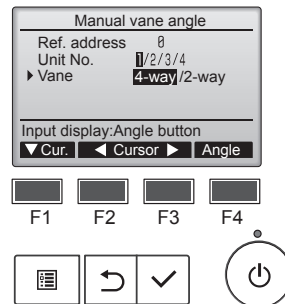 Manual vane angle
Ref. address 0
Unit No. 1/2/3/4
Vane 4-way/2-way
Input display:Angle button
▼ Cur. ◀ Cursor ▶ Angle
F1 F2 F3 F4